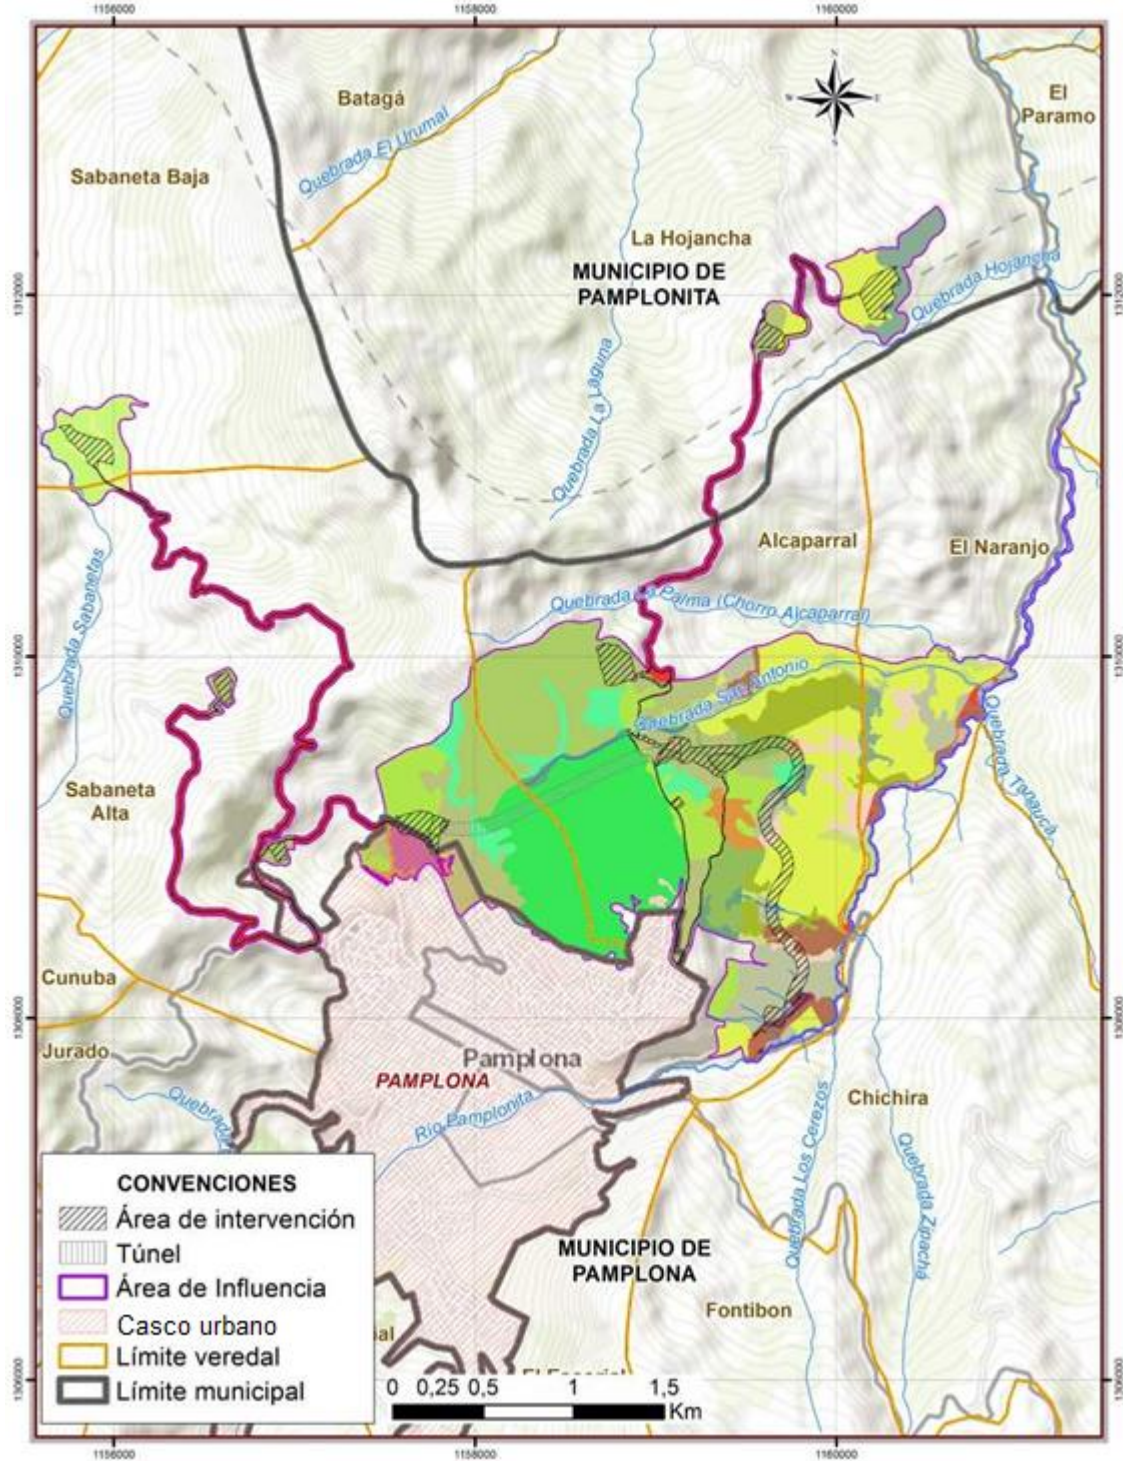 1156000
1158000
1160000
Batagá
El
Paramo
Quebrada El Urumal
Sabaneta Baja
La Hojancha
MUNICIPIO DE
PAMPLONITA
Quebrada Hojancha
1312000
1312000
Quebrada La Laguna
Alcaparral
El Naranjo
Quebrada Sabanetas
Quebrada La Palma (Chorro Alcaparral)
1310000
1310000
Quebrada San Antonio
Quebrada Tanaucá
Sabaneta
Alta
Cunuba
1308000
1308000
Jurado
Pamplona
PAMPLONA
Río Pamplonita
Chichira
Quebrada
Quebrada Los Cerezos
Quebrada Zipachá
MUNICIPIO DE
PAMPLONA
Fontibon
CONVENCIONES
Área de intervención
Túnel
Área de Influencia
Casco urbano
Límite veredal
Límite municipal
0 0,25 0,5 1 1,5
Km
1306000
1306000
1156000
1158000
1160000